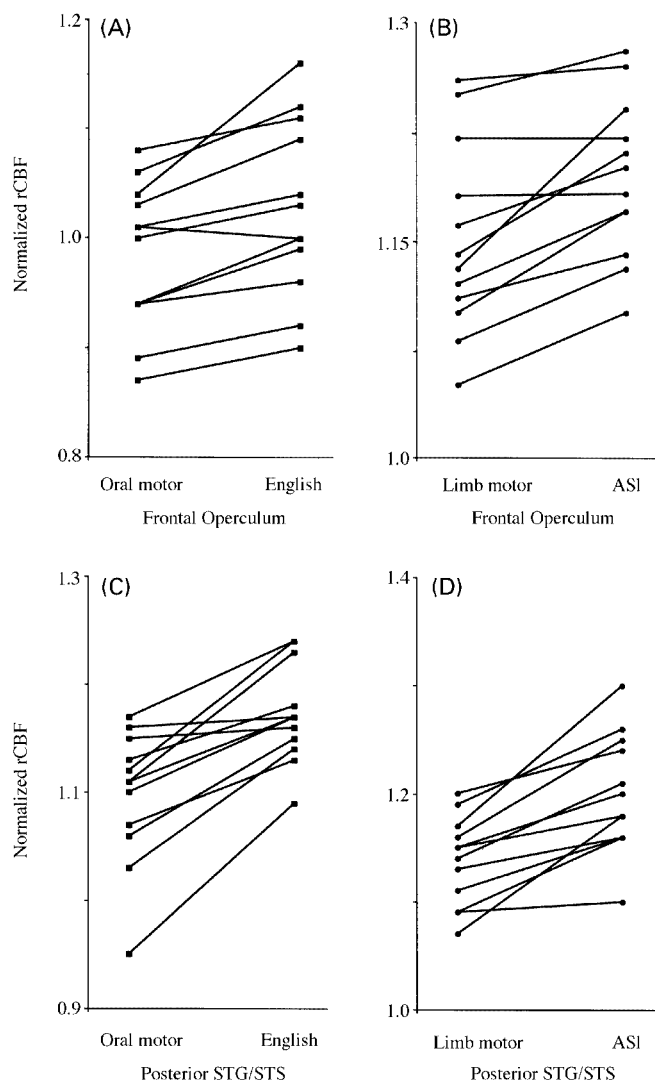 (A)
1.2
Normalized rCBF
1.0
0.8
Oral motor English
Frontal Operculum
(B)
1.3
1.15
1.0
Limb motor ASl
Frontal Operculum
(C)
1.3
Normalized rCBF
1.1
0.9
Oral motor English
Posterior STG/STS
(D)
1.4
1.2
1.0
Limb motor ASl
Posterior STG/STS